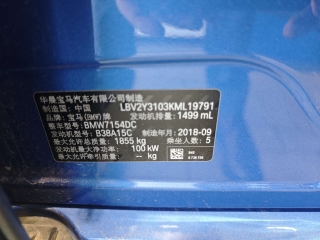 华晨宝马汽车有限公司制造
制造国：中国 LBV2Y3103KML19791
品牌：宝马(BMW)牌 发动机排量：1499 mL
整车型号：BMW7154DC
发动机型号：B38A15C 制造年月：2018-09
最大允许总质量：1855 kg 乘坐人数：5
发动机最大净功率：100 kW
最大允许牵引质量：--- kg